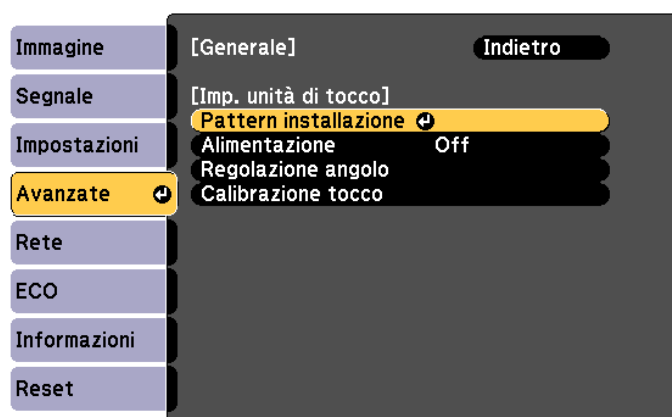 Immagine
Segnale
Impostazioni
Avanzate
Rete
ECO
Informazioni
Reset
[Generale] Indietro
[Imp. unità di tocco]
Pattern installazione
Alimentazione Off
Regolazione angolo
Calibrazione tocco